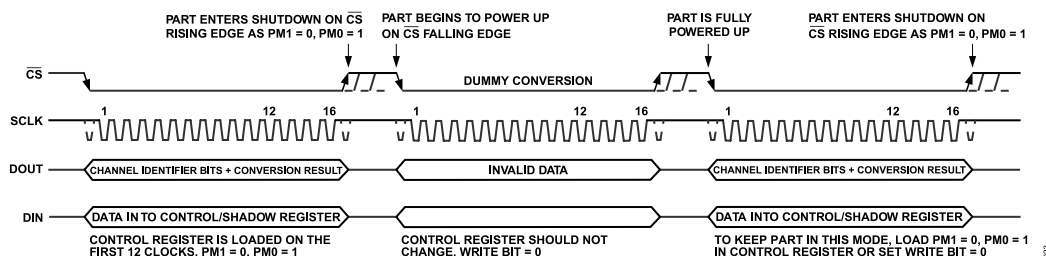 PART ENTERS SHUTDOWN ON CS
RISING EDGE AS PM1 = 0, PM0 = 1
PART BEGINS TO POWER UP
ON CS FALLING EDGE
PART IS FULLY
POWERED UP
PART ENTERS SHUTDOWN ON
CS RISING EDGE AS PM1 = 0, PM0 = 1
CS
DUMMY CONVERSION
SCLK
1 12 16 1 12 16 1 12 16
DOUT
CHANNEL IDENTIFIER BITS + CONVERSION RESULT
INVALID DATA
CHANNEL IDENTIFIER BITS + CONVERSION RESULT
DIN
DATA IN TO CONTROL/SHADOW REGISTER
DATA INTO CONTROL/SHADOW REGISTER
CONTROL REGISTER IS LOADED ON THE
FIRST 12 CLOCKS, PM1 = 0, PM0 = 1
CONTROL REGISTER SHOULD NOT
CHANGE, WRITE BIT = 0
TO KEEP PART IN THIS MODE, LOAD PM1 = 0, PM0 = 1
IN CONTROL REGISTER OR SET WRITE BIT = 0